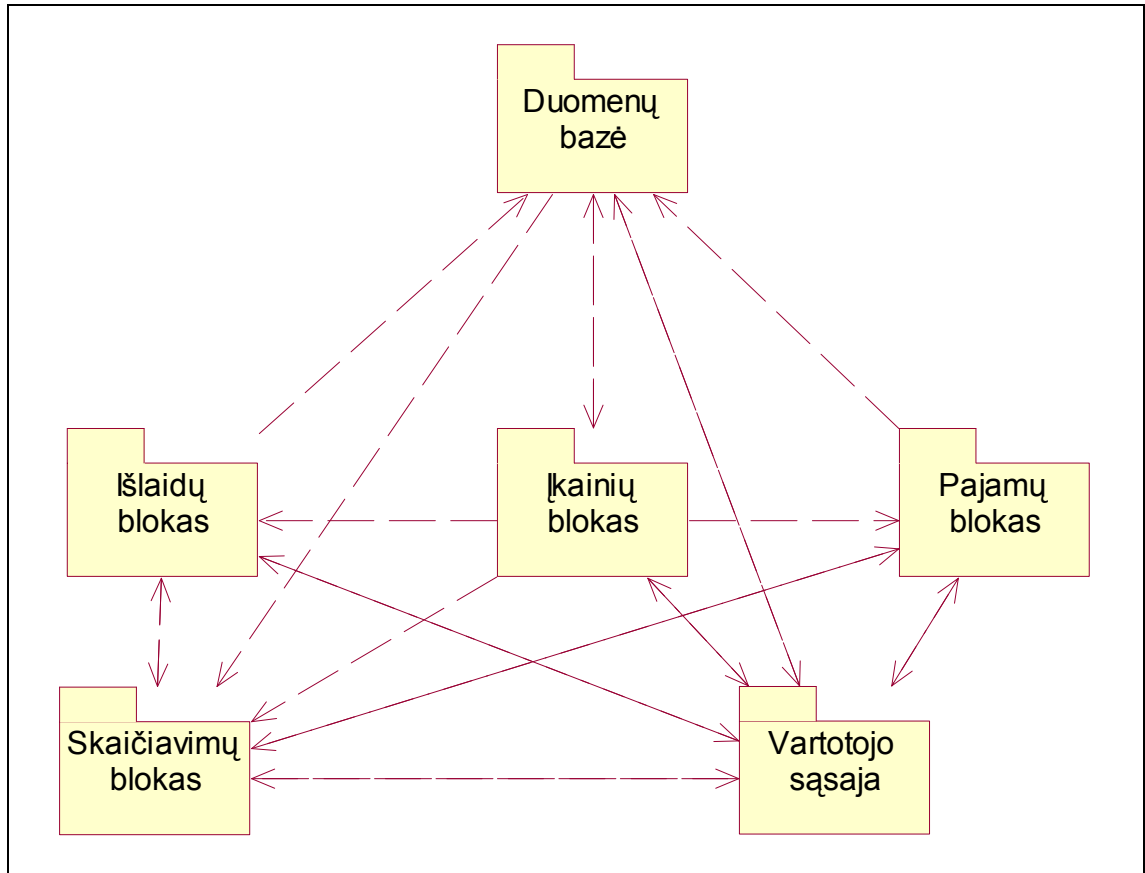 Duomenų
bazė
Išlaidų
blokas
Įkainių
blokas
Pajamų
blokas
Skaičiavimų
blokas
Vartotojo
sąsaja